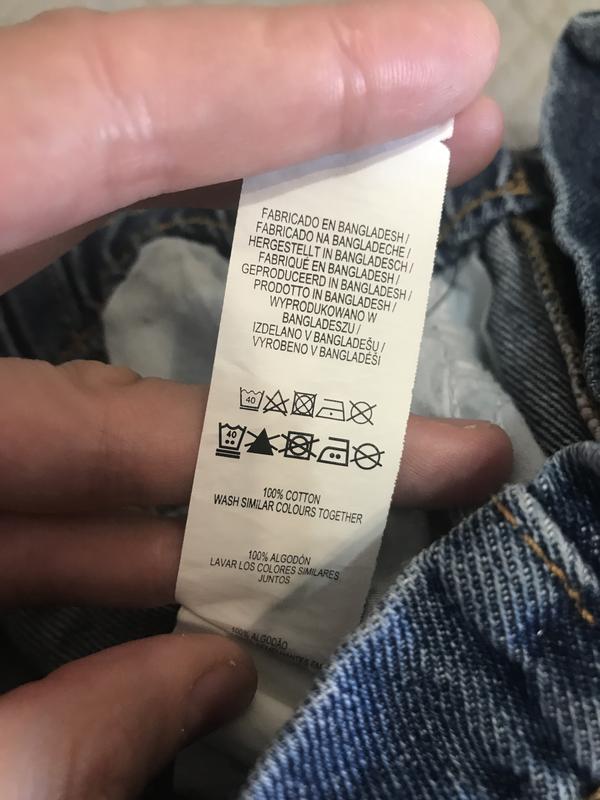 FABRICADO EN BANGLADESH /
FABRICADO NA BANGLADECHE /
HERGESTELLT IN BANGLADESCH /
FABRIQUÉ EN BANGLADESH /
GEPRODUCEERD IN BANGLADESH /
PRODOTTO IN BANGLADESH /
WYPRODUKOWANO W
BANGLADESZU /
IZDELANO V BANGLADEŠU /
VYROBENO V BANGLADÉŠI
40
40
100% COTTON
WASH SIMILAR COLOURS TOGETHER
100% ALGODÓN
LAVAR LOS COLORES SIMILARES
JUNTOS
100% ALGODÃO